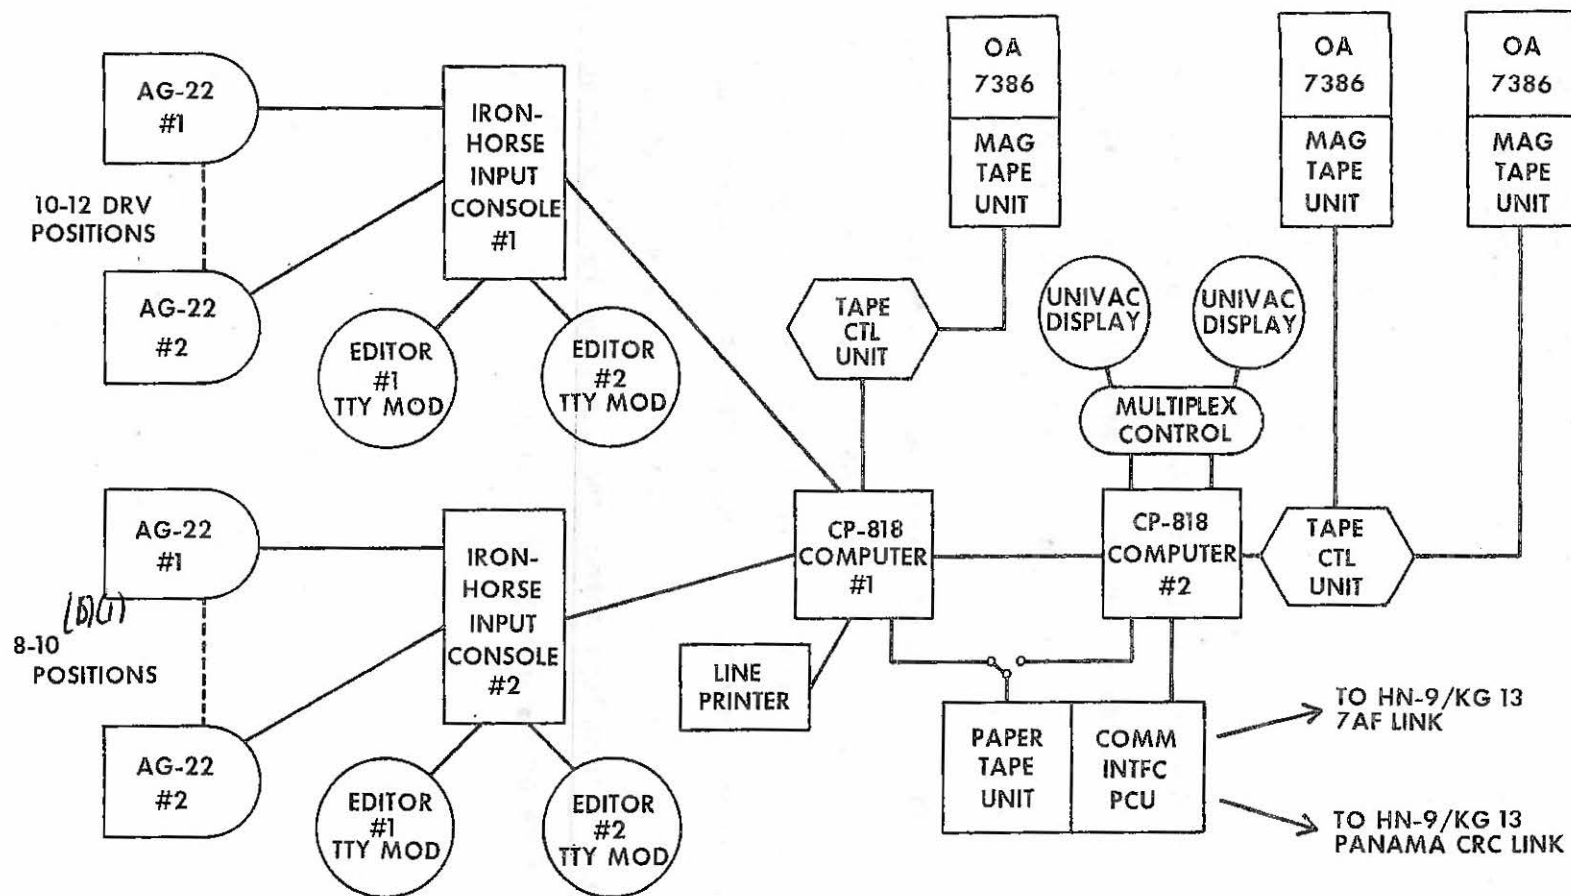 AG-22
#1
10-12 DRV
POSITIONS
AG-22
#2
IRON-
HORSE
INPUT
CONSOLE
#1
EDITOR
#1
TTY MOD
EDITOR
#2
TTY MOD
AG-22
#1
(b)(1)
8-10
POSITIONS
AG-22
#2
IRON-
HORSE
INPUT
CONSOLE
#2
EDITOR
#1
TTY MOD
EDITOR
#2
TTY MOD
OA
7386
MAG
TAPE
UNIT
OA
7386
MAG
TAPE
UNIT
OA
7386
MAG
TAPE
UNIT
TAPE
CTL
UNIT
UNIVAC
DISPLAY
UNIVAC
DISPLAY
MULTIPLEX
CONTROL
CP-818
COMPUTER
#1
CP-818
COMPUTER
#2
TAPE
CTL
UNIT
LINE
PRINTER
PAPER
TAPE
UNIT
COMM
INTFC
PCU
TO HN-9/KG 13
7AF LINK
TO HN-9/KG 13
PANAMA CRC LINK